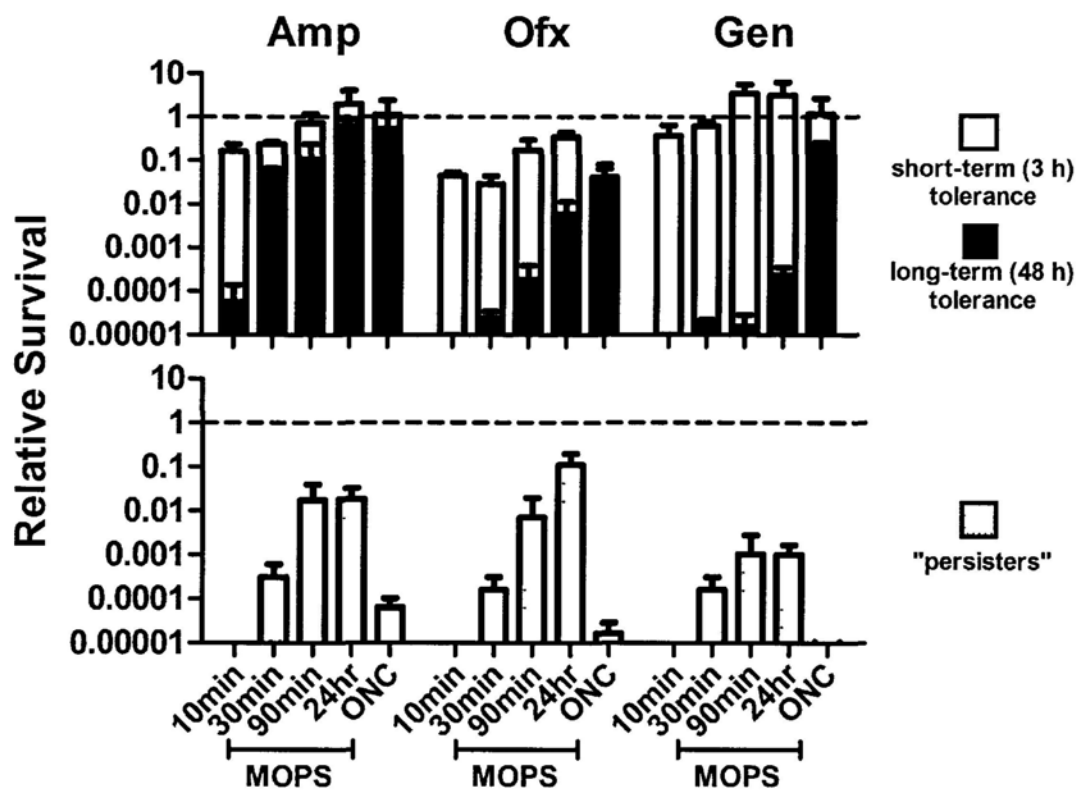 Amp Ofx Gen
10
1
0.1
0.01
0.001
0.0001
0.00001
short-term (3 h)
tolerance
long-term (48 h)
tolerance
Relative Survival
10
1
0.1
0.01
0.001
0.0001
0.00001
"persisters"
10min 30min 90min 24hr ONC 10min 30min 90min 24hr ONC 10min 30min 90min 24hr ONC
MOPS MOPS MOPS